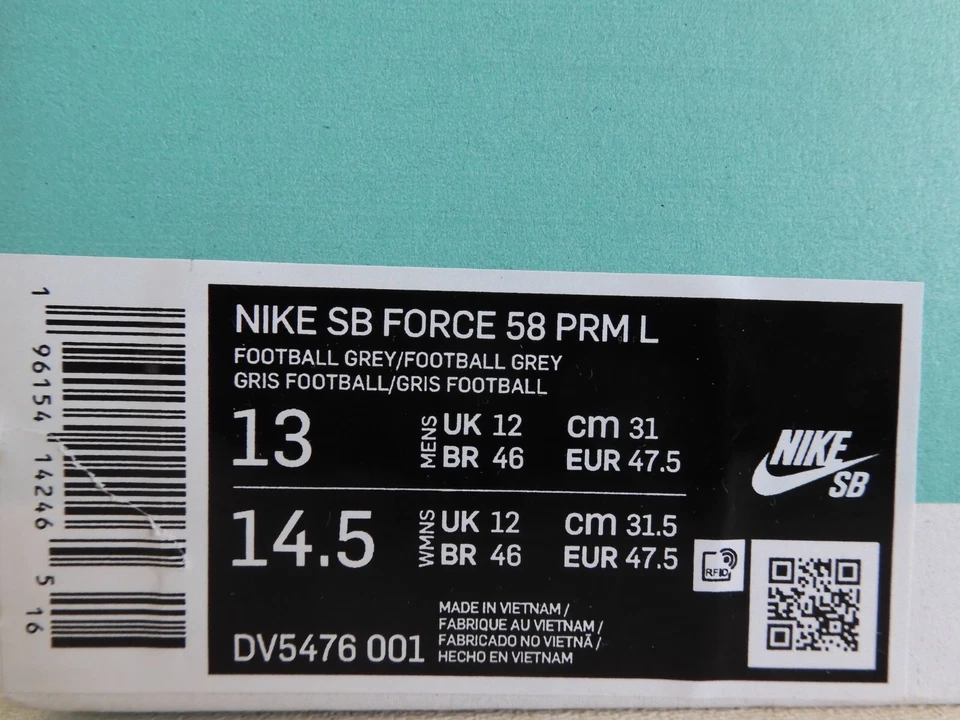 NIKE SB FORCE 58 PRM L
FOOTBALL GREY/FOOTBALL GREY
GRIS FOOTBALL/GRIS FOOTBALL
13 MENS UK 12 cm 31
BR 46 EUR 47.5
14.5 WMNS UK 12 cm 31.5
BR 46 EUR 47.5
NIKE
SB
RFID
DV5476 001
MADE IN VIETNAM /
FABRIQUE AU VIETNAM /
FABRICADO NO VIETNÃ /
HECHO EN VIETNAM
1 96154 14246 5 16